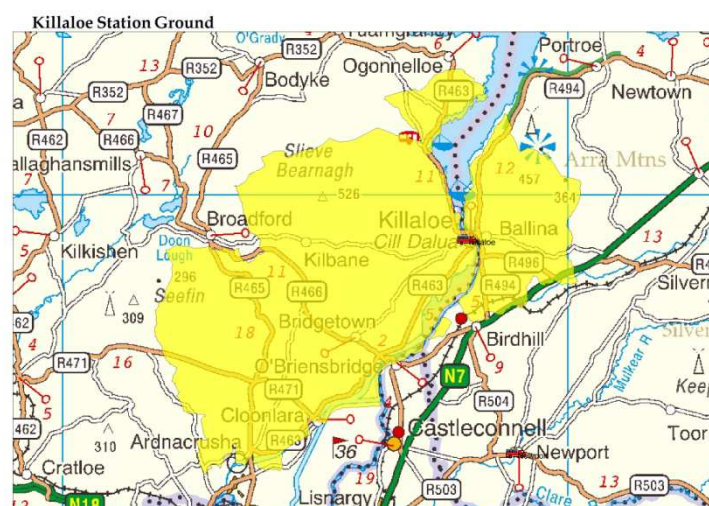 Killaloe Station Ground
O'Grady
R352
Tuamgraney
6
Portroe
4
13
R352
Bodyke
Ogonnelloe
R463
R494
Newtown
R352
R467
R462
7
R466
10
Slieve
Bearnagh
12
Arra Mtns
allaghansmills
R465
11
457
7
7
526
364
Killaloe
Ballina
Broadford
Cill Dalua
Killaloe
Kilkishen
Doon
Lough
Kilbane
13
5
11
R463
R496
296
R465
R466
R494
Silverm
Seefin
5
62
309
Bridgetown
4
18
2
Birdhill
R471
16
O'Briensbridge
9
Mulkear R
R471
N7
Keep
5
Cloonlara
4
R504
462
310
Ardnacrusha
R463
Castleconnell
Toor
36
Newport
Cratloe
19
N18
Lisnargy
R503
Clare
13
R503
12